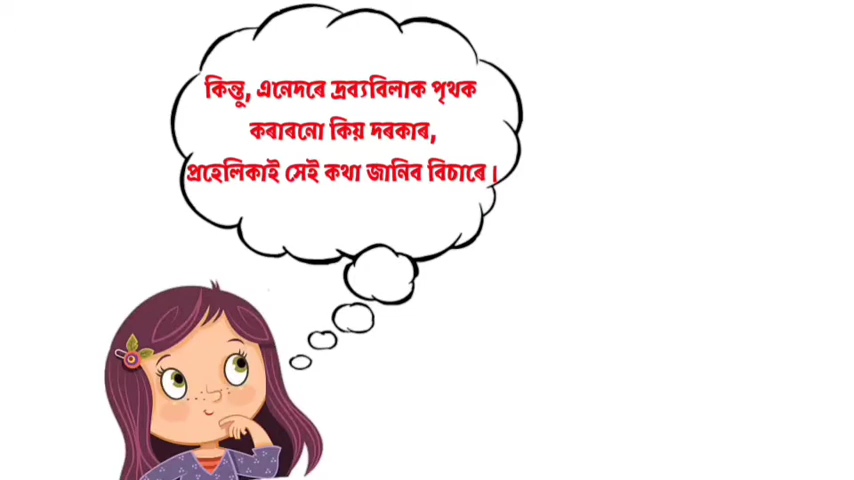 কিন্তু, এনেদৰে দ্ৰব্যবিলাক পৃথক
কৰাৰনো কিয় দৰকাৰ,
প্ৰহেলিকাই সেই কথা জানিব বিচাৰে।